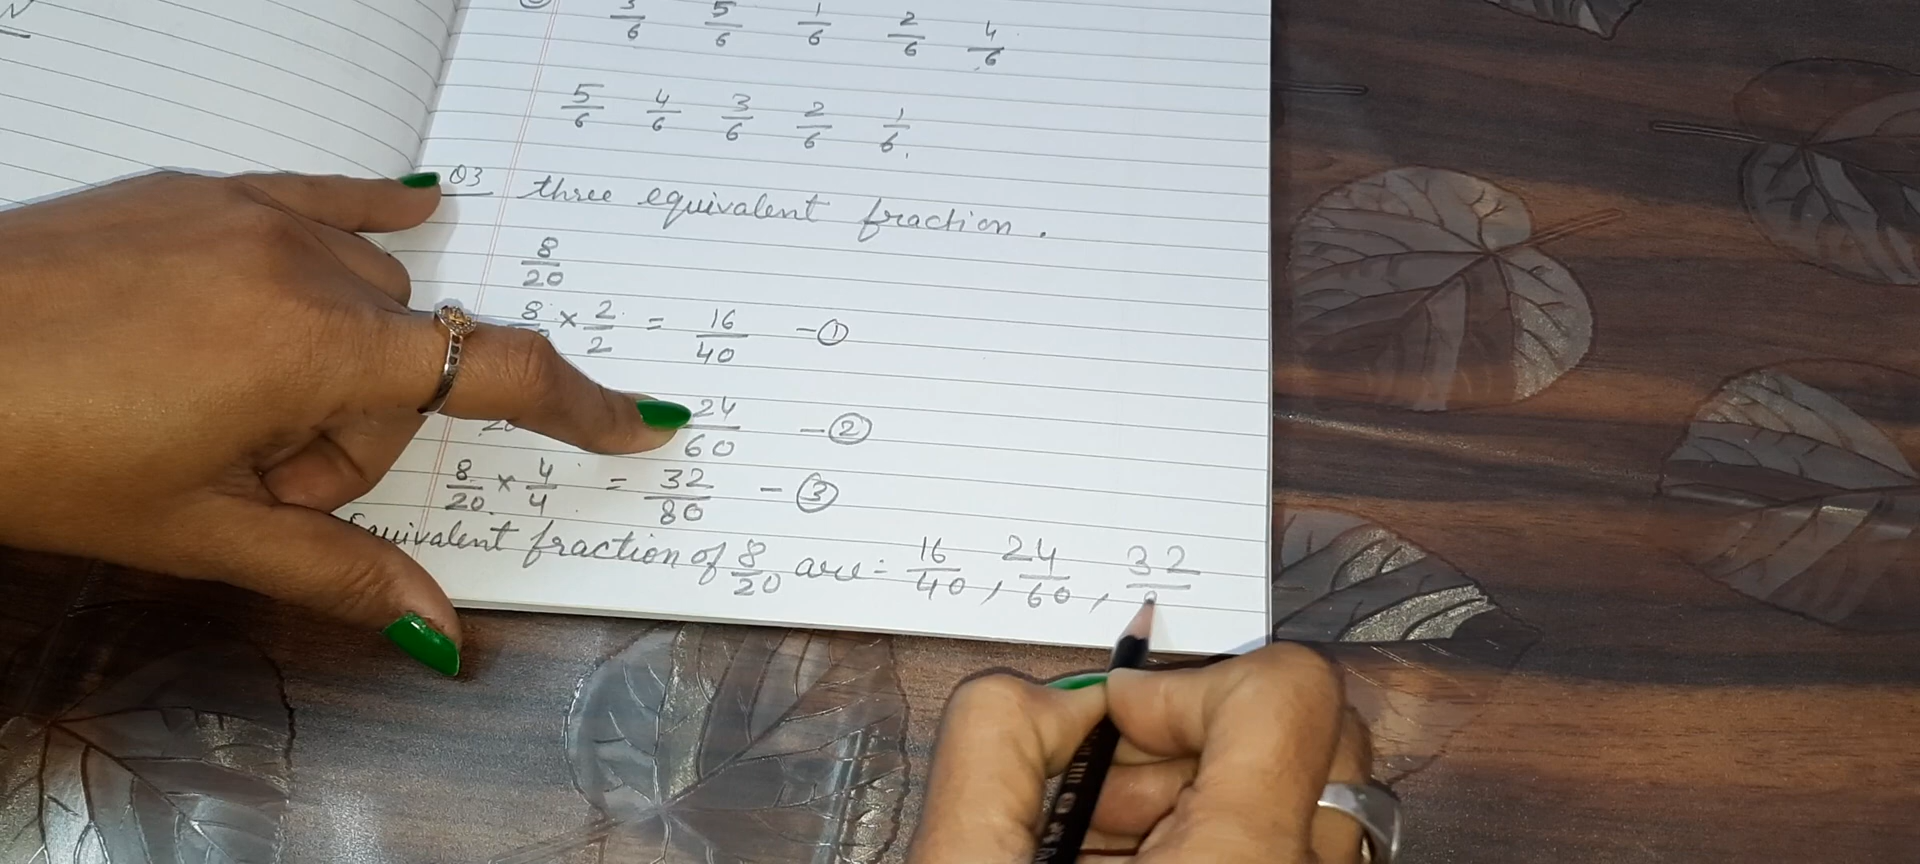 3/6 5/6 1/6 2/6 4/6
5/6 4/6 3/6 2/6 1/6.
Q3 three equivalent fraction.
8/20
8 × 2/2 = 16/40 - ①
20 24/60 - ②
8/20 × 4/4 = 32/80 - ③
Equivalent fraction of 8/20 are = 16/40, 24/60, 32/